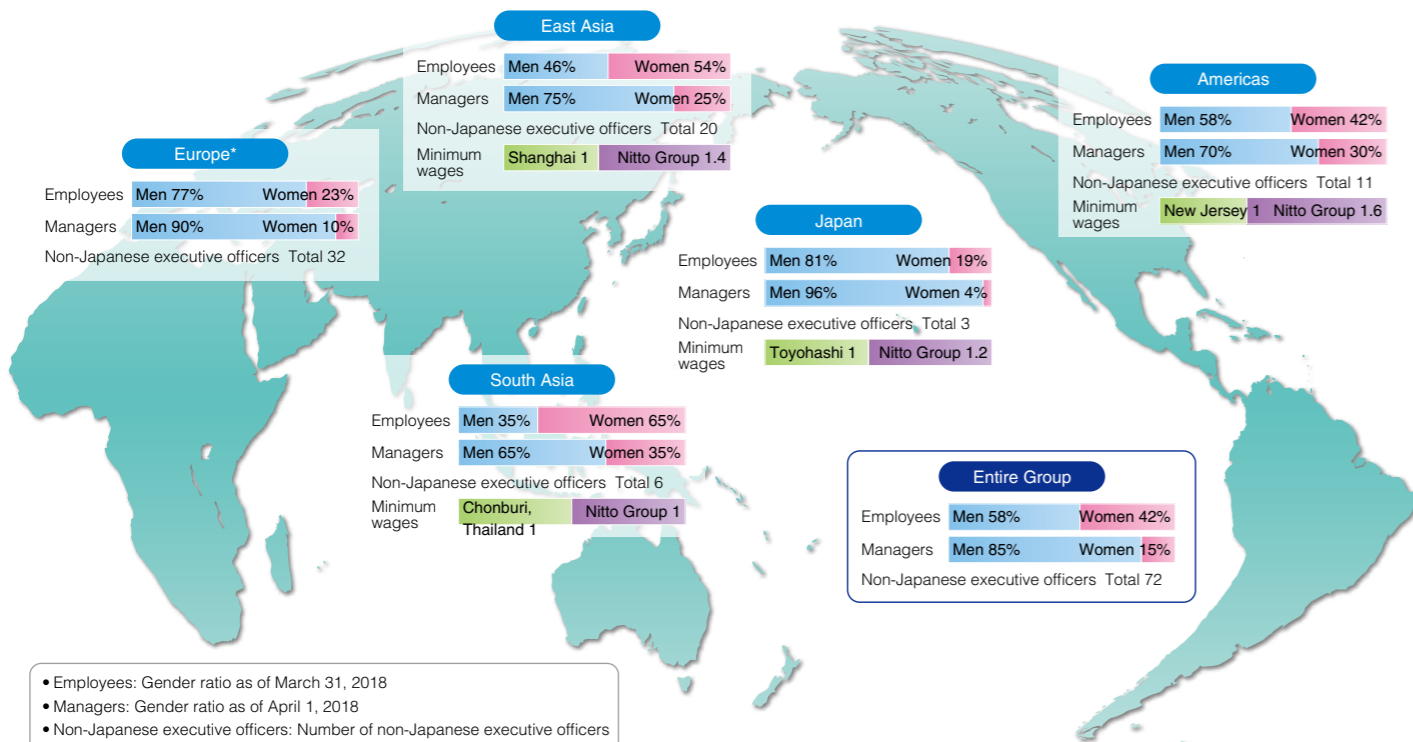 East Asia
Employees Men 46% Women 54%
Managers Men 75% Women 25%
Non-Japanese executive officers Total 20
Minimum wages Shanghai 1 Nitto Group 1.4
Americas
Employees Men 58% Women 42%
Managers Men 70% Women 30%
Non-Japanese executive officers Total 11
Minimum wages New Jersey 1 Nitto Group 1.6
Europe*
Employees Men 77% Women 23%
Managers Men 90% Women 10%
Non-Japanese executive officers Total 32
Japan
Employees Men 81% Women 19%
Managers Men 96% Women 4%
Non-Japanese executive officers Total 3
Minimum wages Toyohashi 1 Nitto Group 1.2
South Asia
Employees Men 35% Women 65%
Managers Men 65% Women 35%
Non-Japanese executive officers Total 6
Minimum wages Chonburi, Thailand 1 Nitto Group 1
Entire Group
Employees Men 58% Women 42%
Managers Men 85% Women 15%
Non-Japanese executive officers Total 72
• Employees: Gender ratio as of March 31, 2018
• Managers: Gender ratio as of April 1, 2018
• Non-Japanese executive officers: Number of non-Japanese executive officers